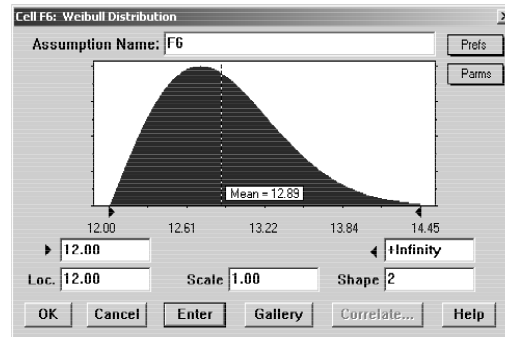 Cell F6: Weibull Distribution
Assumption Name: F6
Prefs
Parms
Mean = 12.89
12.00 12.61 13.22 13.84 14.45
12.00 +Infinity
Loc. 12.00 Scale 1.00 Shape 2
OK Cancel Enter Gallery Correlate... Help